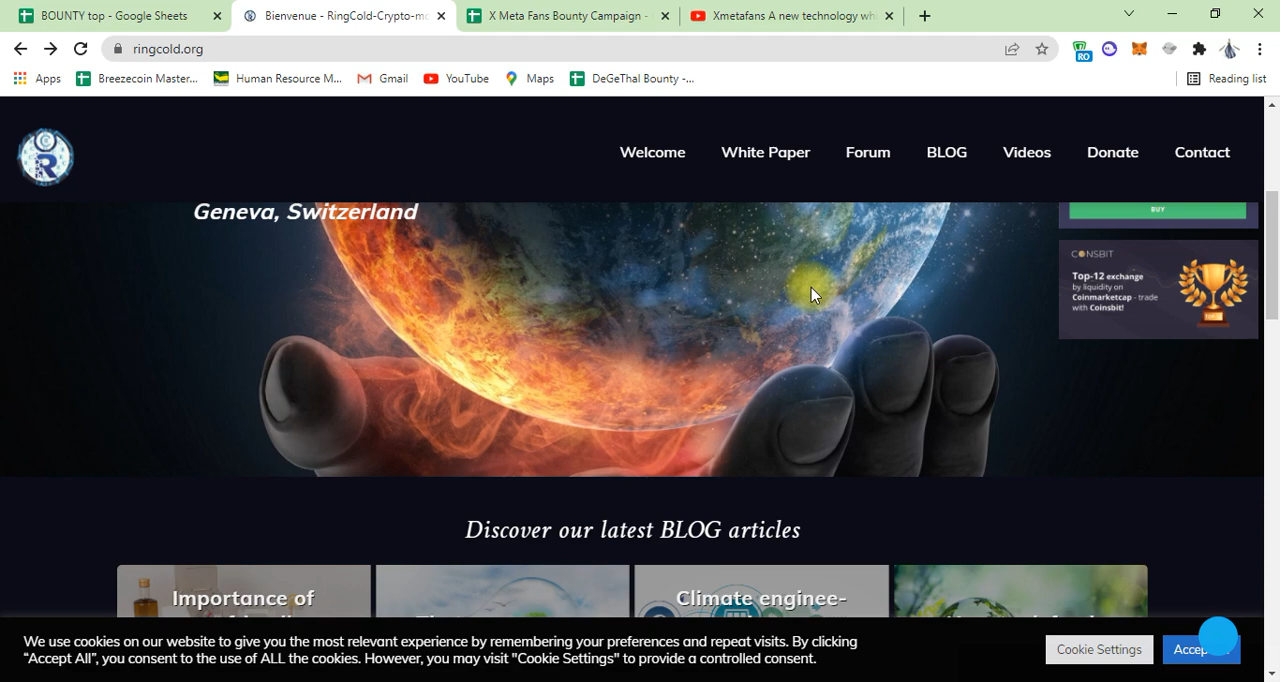 BOUNTY top - Google Sheets
Bienvenue - RingCold-Crypto-mo
X Meta Fans Bounty Campaign -
Xmetafans A new technology whi
ringcold.org
RO
Apps
Breezecoin Master...
Human Resource M...
Gmail
YouTube
Maps
DeGeThal Bounty -...
Reading list
R
Welcome
White Paper
Forum
BLOG
Videos
Donate
Contact
Geneva, Switzerland
BUY
CONSBIT
Top-12 exchange
by liquidity on
Coinmarketcap - trade
with Coinsbit!
Discover our latest BLOG articles
Importance of
Climate enginee-
We use cookies on our website to give you the most relevant experience by remembering your preferences and repeat visits. By clicking
“Accept All”, you consent to the use of ALL the cookies. However, you may visit "Cookie Settings" to provide a controlled consent.
Cookie Settings
Accep